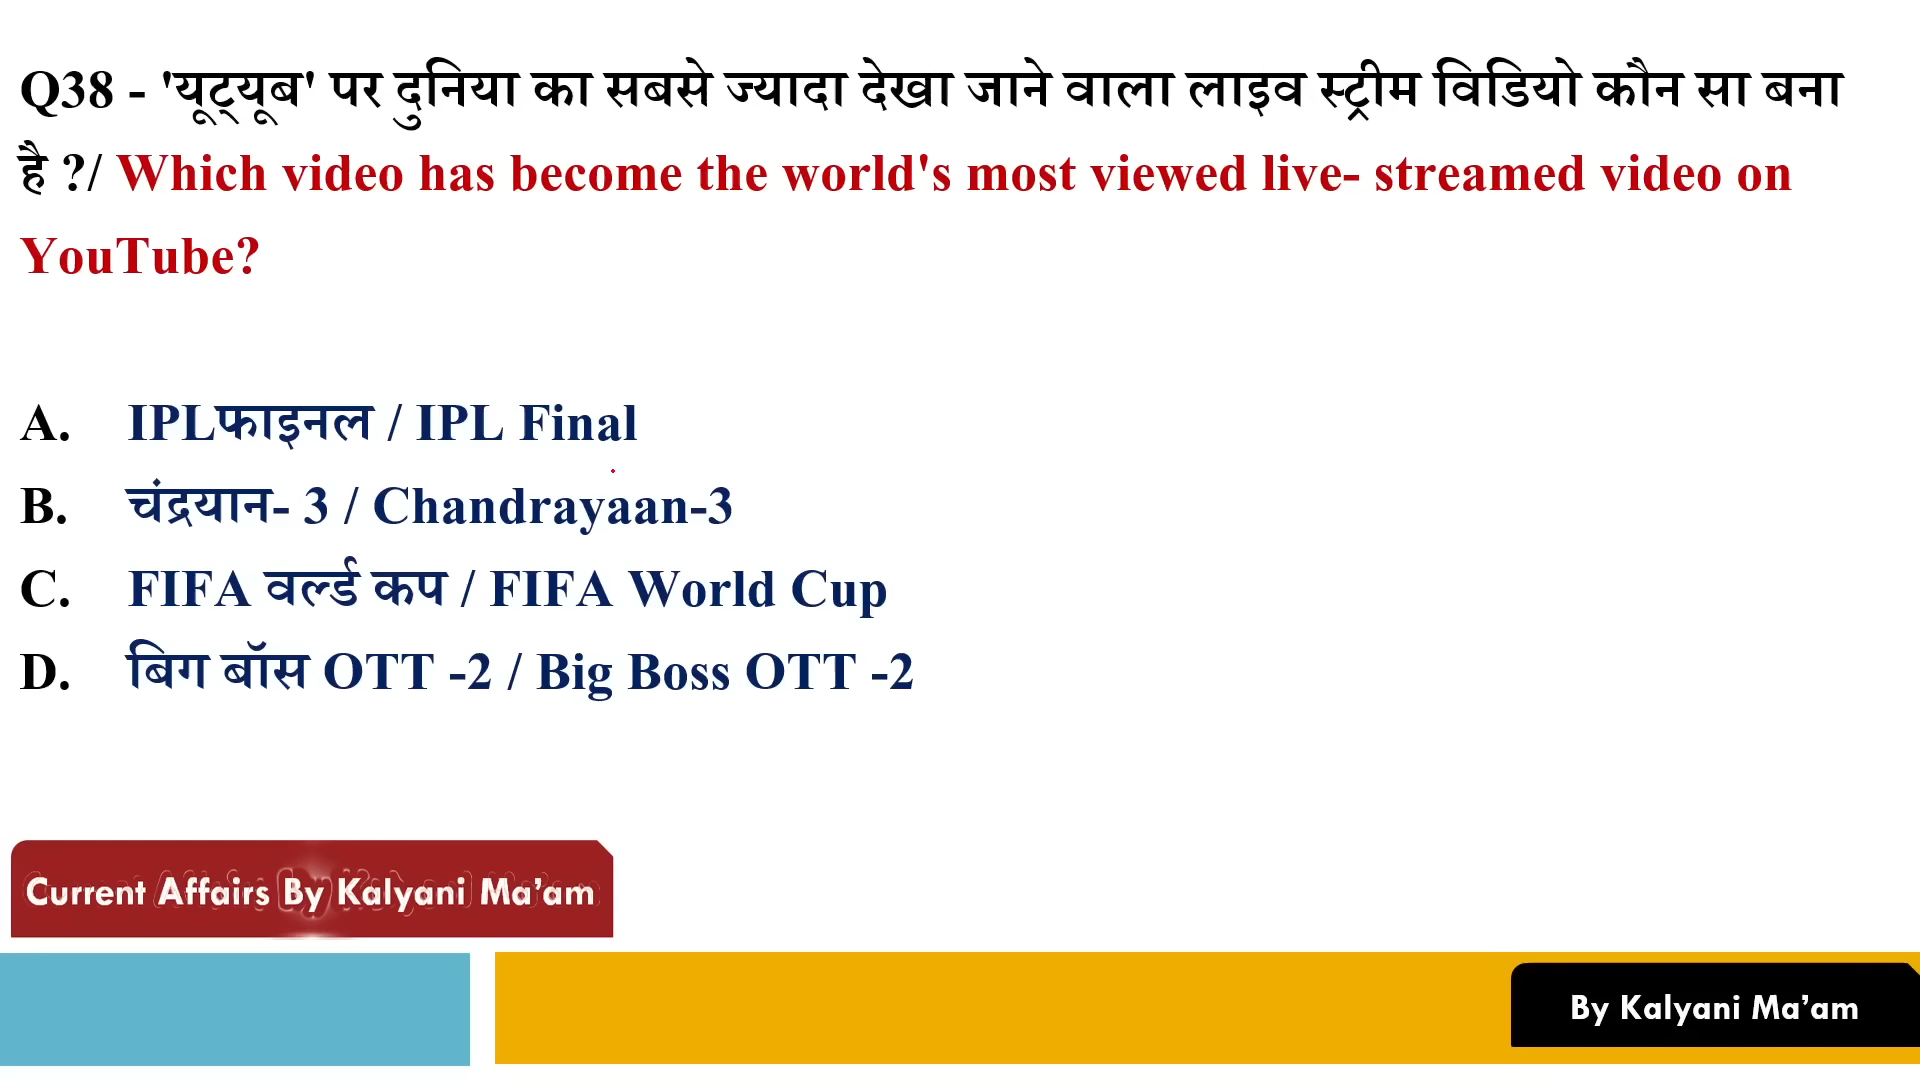 Q38 - 'यूट्यूब' पर दुनिया का सबसे ज्यादा देखा जाने वाला लाइव स्ट्रीम विडियो कौन सा बना
है ?/ Which video has become the world's most viewed live- streamed video on
YouTube?
A. IPLफाइनल / IPL Final
B. चंद्रयान- 3 / Chandrayaan-3
C. FIFA वर्ल्ड कप / FIFA World Cup
D. बिग बॉस OTT -2 / Big Boss OTT -2
Current Affairs By Kalyani Ma’am
By Kalyani Ma’am